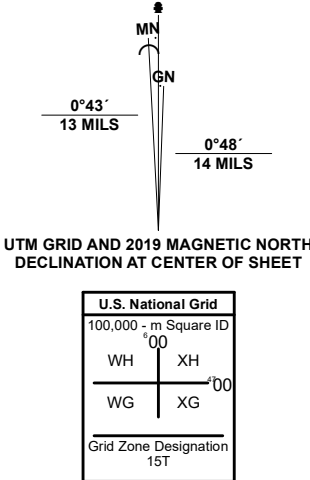 MN
GN
0°43´
13 MILS
0°48´
14 MILS
UTM GRID AND 2019 MAGNETIC NORTH
DECLINATION AT CENTER OF SHEET
U.S. National Grid
100,000 - m Square ID
⁶00
WH XH
⁴⁷00
WG XG
Grid Zone Designation
15T